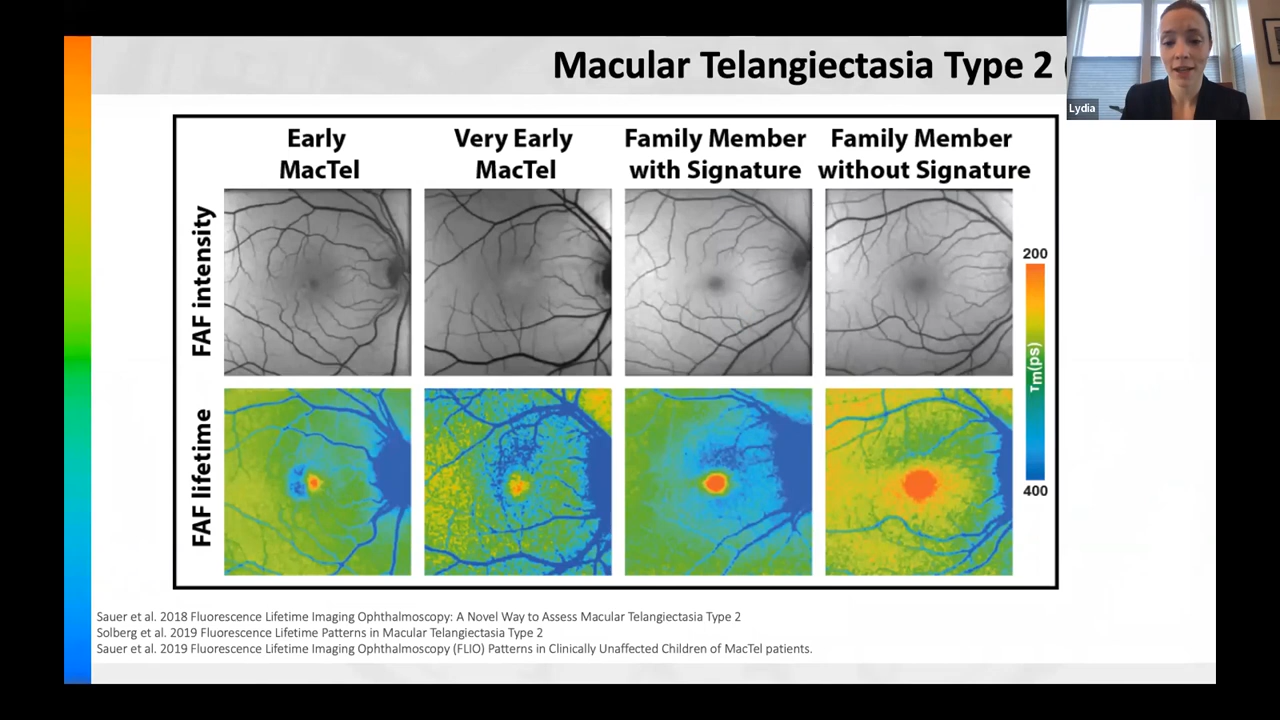 Macular Telangiectasia Type 2
Lydia
Early
MacTel
Very Early
MacTel
Family Member
with Signature
Family Member
without Signature
FAF intensity
FAF lifetime
200
τm(ps)
400
Sauer et al. 2018 Fluorescence Lifetime Imaging Ophthalmoscopy: A Novel Way to Assess Macular Telangiectasia Type 2
Solberg et al. 2019 Fluorescence Lifetime Patterns in Macular Telangiectasia Type 2
Sauer et al. 2019 Fluorescence Lifetime Imaging Ophthalmoscopy (FLIO) Patterns in Clinically Unaffected Children of MacTel patients.